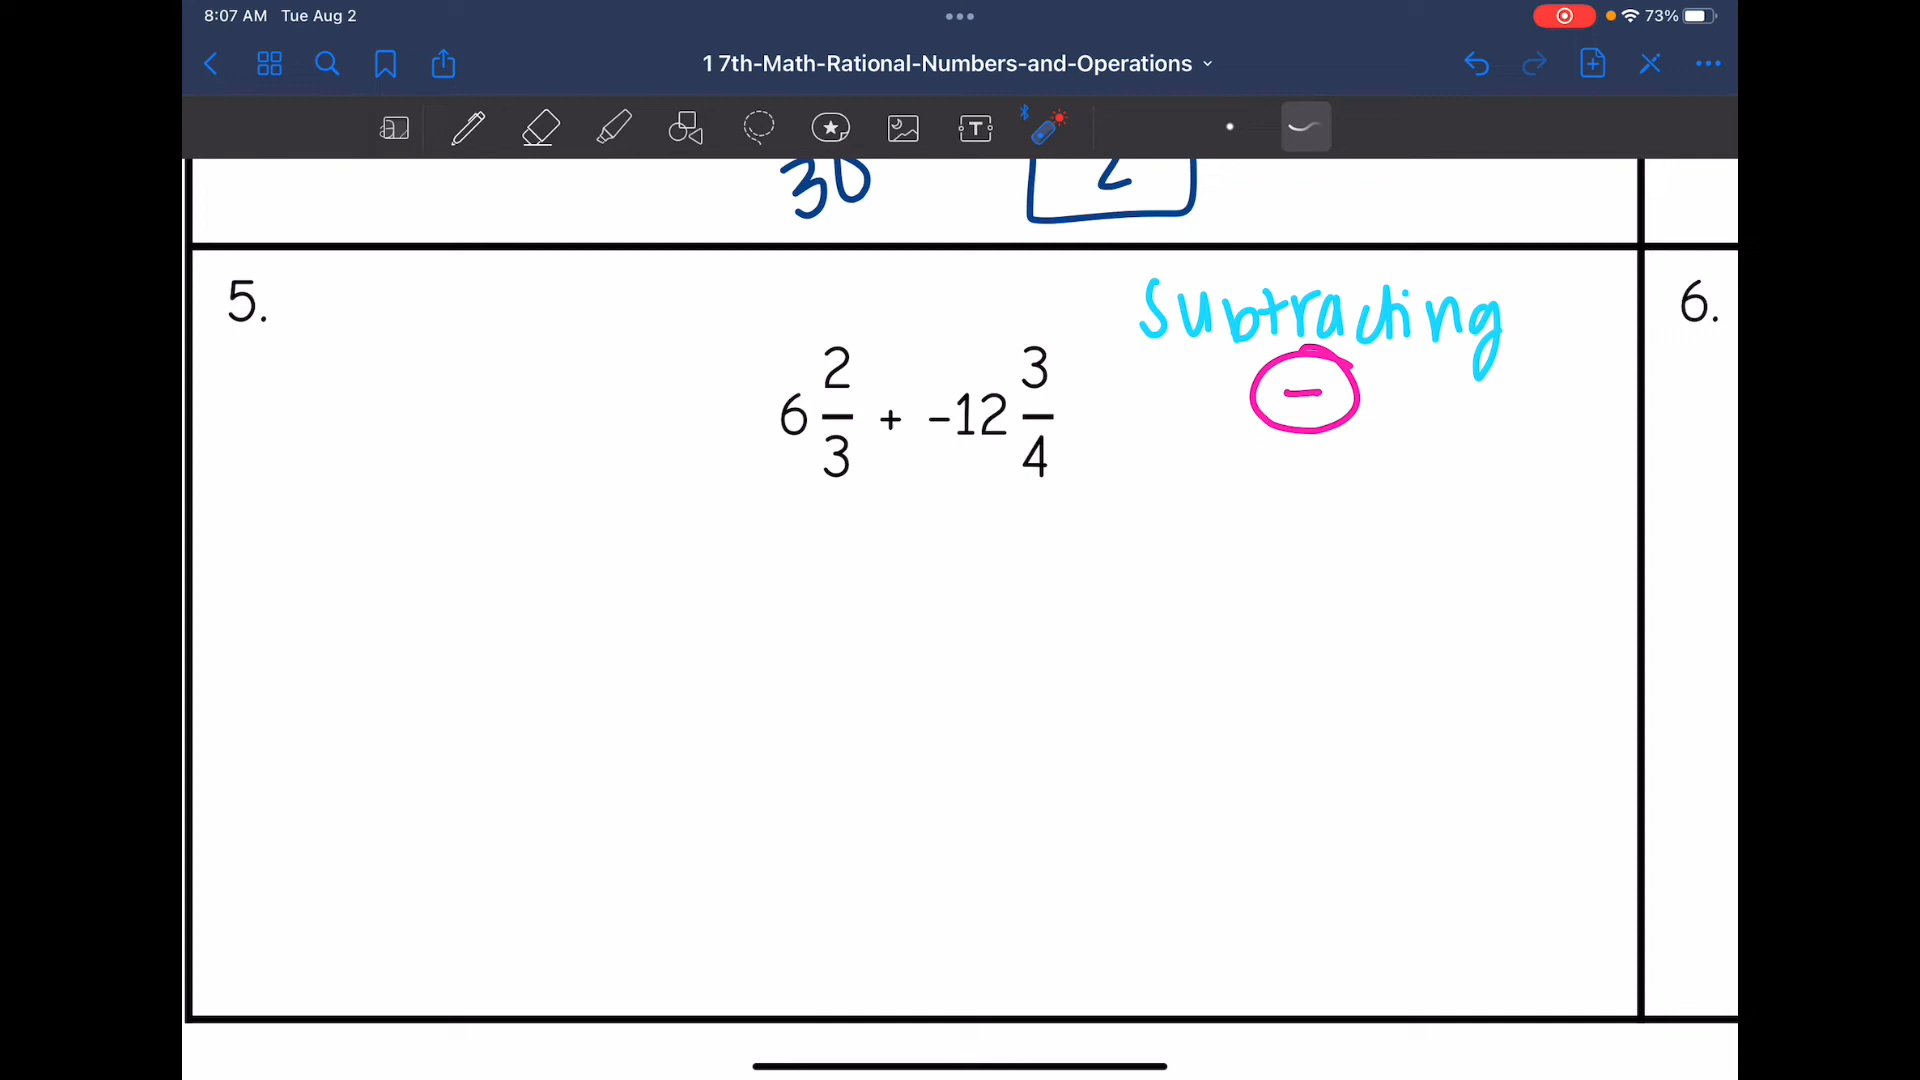 8:07 AM Tue Aug 2
73%
1 7th-Math-Rational-Numbers-and-Operations
T
30
2
5.
Subtracting
6.
6 2/3 + -12 3/4
-